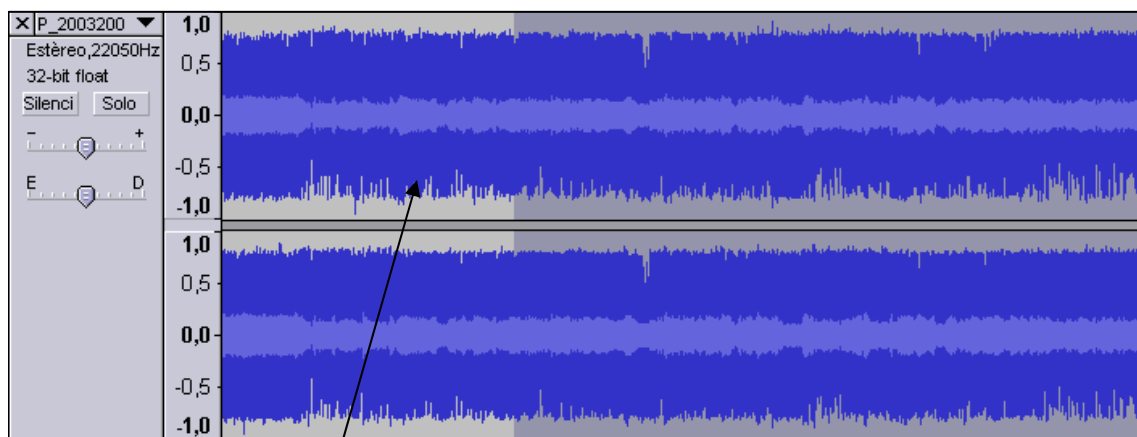 P_2003200
Estèreo,22050Hz
32-bit float
Silenci Solo
- +
E D
1,0
0,5
0,0
-0,5
-1,0
1,0
0,5
0,0
-0,5
-1,0